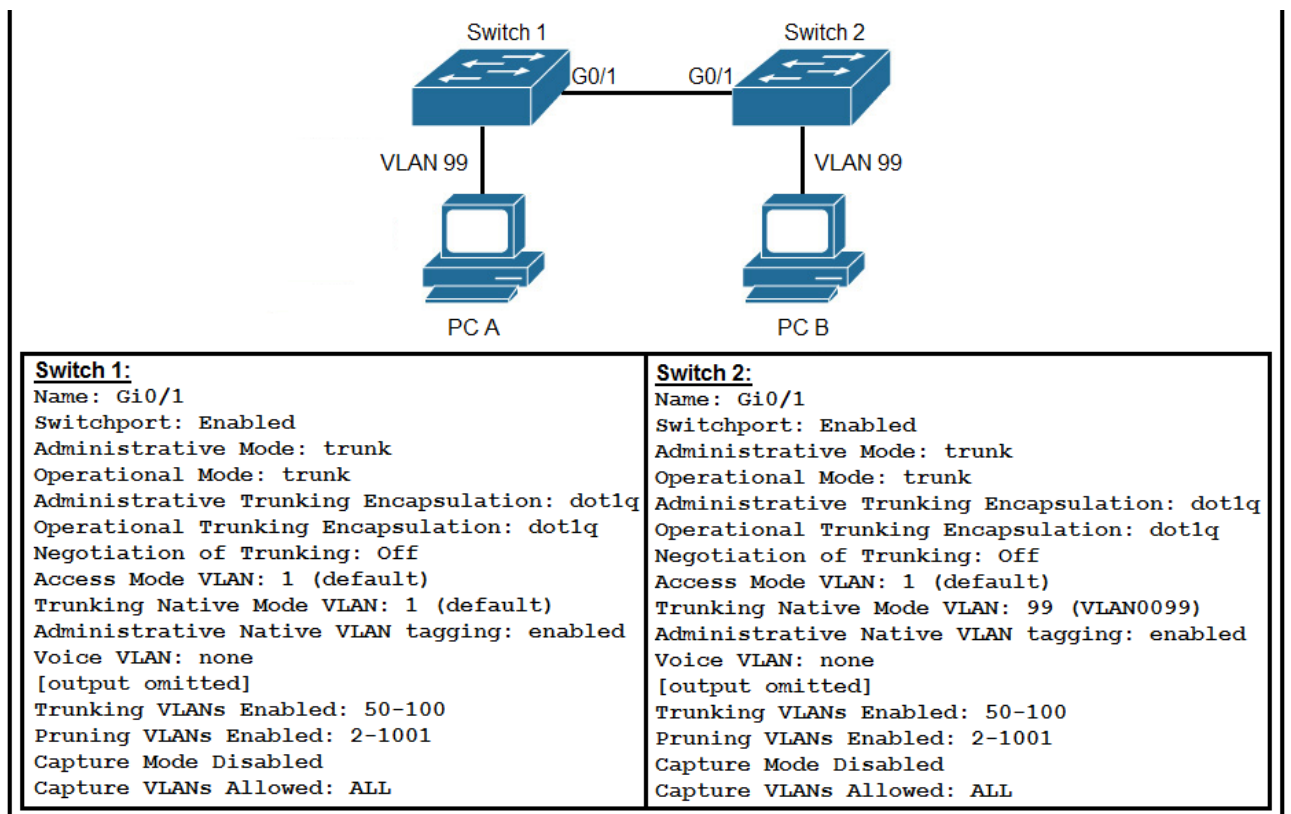 Switch 1
Switch 2
G0/1
G0/1
VLAN 99
VLAN 99
PC A
PC B
Switch 1:
Name: Gi0/1
Switchport: Enabled
Administrative Mode: trunk
Operational Mode: trunk
Administrative Trunking Encapsulation: dot1q
Operational Trunking Encapsulation: dot1q
Negotiation of Trunking: Off
Access Mode VLAN: 1 (default)
Trunking Native Mode VLAN: 1 (default)
Administrative Native VLAN tagging: enabled
Voice VLAN: none
[output omitted]
Trunking VLANs Enabled: 50-100
Pruning VLANs Enabled: 2-1001
Capture Mode Disabled
Capture VLANs Allowed: ALL
Switch 2:
Name: Gi0/1
Switchport: Enabled
Administrative Mode: trunk
Operational Mode: trunk
Administrative Trunking Encapsulation: dot1q
Operational Trunking Encapsulation: dot1q
Negotiation of Trunking: Off
Access Mode VLAN: 1 (default)
Trunking Native Mode VLAN: 99 (VLAN0099)
Administrative Native VLAN tagging: enabled
Voice VLAN: none
[output omitted]
Trunking VLANs Enabled: 50-100
Pruning VLANs Enabled: 2-1001
Capture Mode Disabled
Capture VLANs Allowed: ALL